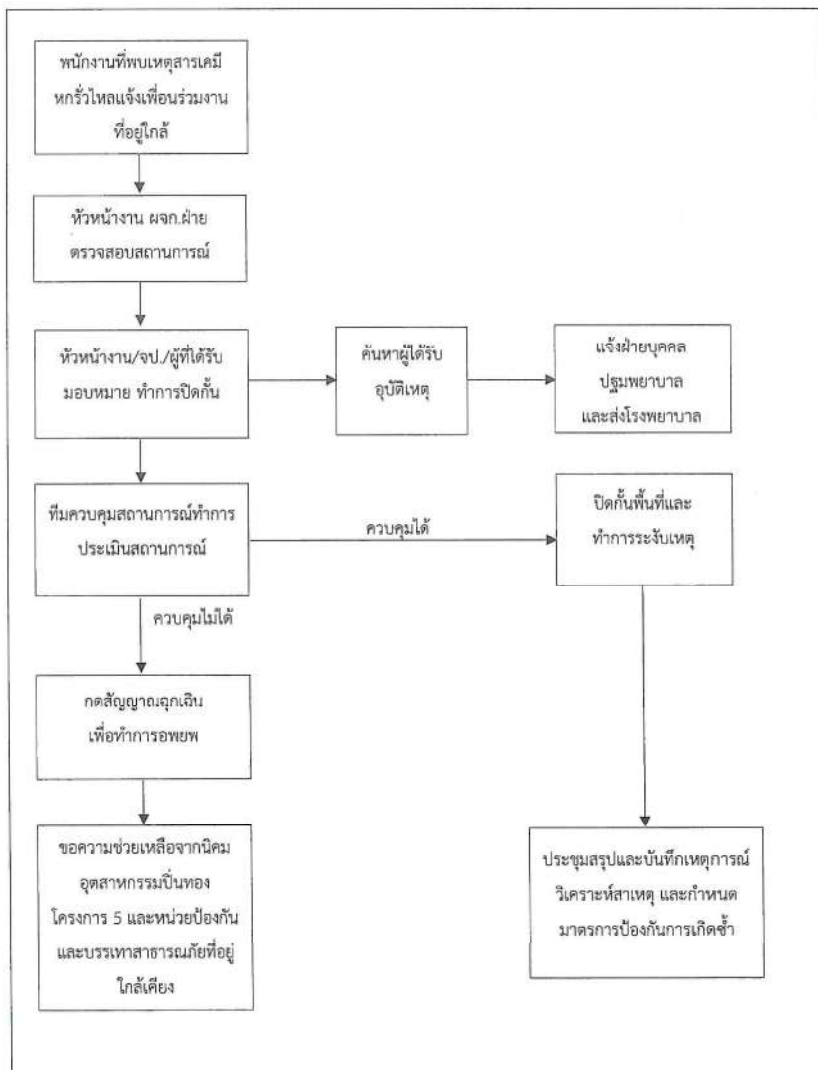 พนักงานที่พบเหตุสารเคมี
หกรั่วไหลแจ้งเพื่อนร่วมงาน
ที่อยู่ใกล้
หัวหน้างาน ผจก.ฝ่าย
ตรวจสอบสถานการณ์
หัวหน้างาน/จป./ผู้ที่ได้รับ
มอบหมาย ทำการปิดกั้น
ค้นหาผู้ได้รับ
อุบัติเหตุ
แจ้งฝ่ายบุคคล
ปฐมพยาบาล
และส่งโรงพยาบาล
ทีมควบคุมสถานการณ์ทำการ
ประเมินสถานการณ์
ควบคุมได้
ปิดกั้นพื้นที่และ
ทำการระงับเหตุ
ควบคุมไม่ได้
กดสัญญาณฉุกเฉิน
เพื่อทำการอพยพ
ขอความช่วยเหลือจากนิคม
อุตสาหกรรมปิ่นทอง
โครงการ 5 และหน่วยป้องกัน
และบรรเทาสาธารณภัยที่อยู่
ใกล้เคียง
ประชุมสรุปและบันทึกเหตุการณ์
วิเคราะห์สาเหตุ และกำหนด
มาตรการป้องกันการเกิดซ้ำ